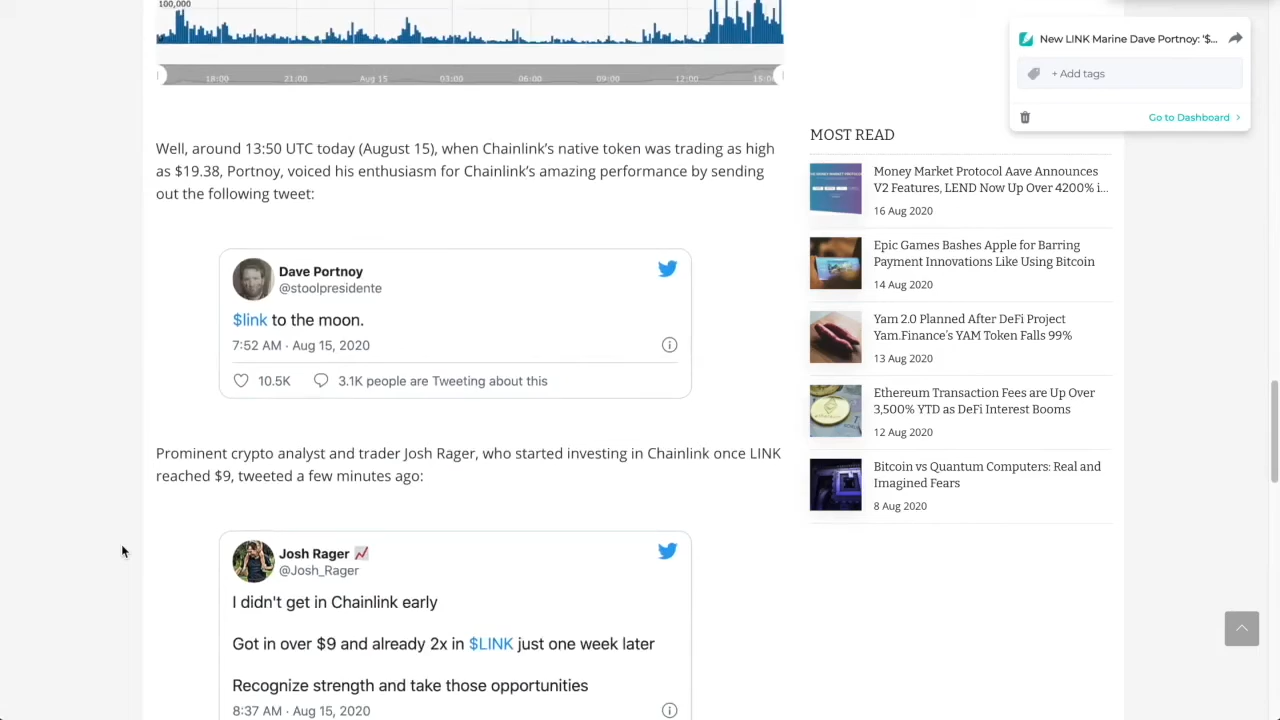 100,000
18:00 21:00 Aug 15 03:00 06:00 09:00 12:00 15:0
Well, around 13:50 UTC today (August 15), when Chainlink’s native token was trading as high
as $19.38, Portnoy, voiced his enthusiasm for Chainlink’s amazing performance by sending
out the following tweet:
Dave Portnoy
@stoolpresidente
$link to the moon.
7:52 AM · Aug 15, 2020
10.5K 3.1K people are Tweeting about this
Prominent crypto analyst and trader Josh Rager, who started investing in Chainlink once LINK
reached $9, tweeted a few minutes ago:
Josh Rager
@Josh_Rager
I didn't get in Chainlink early
Got in over $9 and already 2x in $LINK just one week later
Recognize strength and take those opportunities
8:37 AM · Aug 15, 2020
New LINK Marine Dave Portnoy: ‘$...
+ Add tags
Go to Dashboard
MOST READ
Money Market Protocol Aave Announces
V2 Features, LEND Now Up Over 4200% i...
16 Aug 2020
Epic Games Bashes Apple for Barring
Payment Innovations Like Using Bitcoin
14 Aug 2020
Yam 2.0 Planned After DeFi Project
Yam.Finance’s YAM Token Falls 99%
13 Aug 2020
Ethereum Transaction Fees are Up Over
3,500% YTD as DeFi Interest Booms
12 Aug 2020
Bitcoin vs Quantum Computers: Real and
Imagined Fears
8 Aug 2020